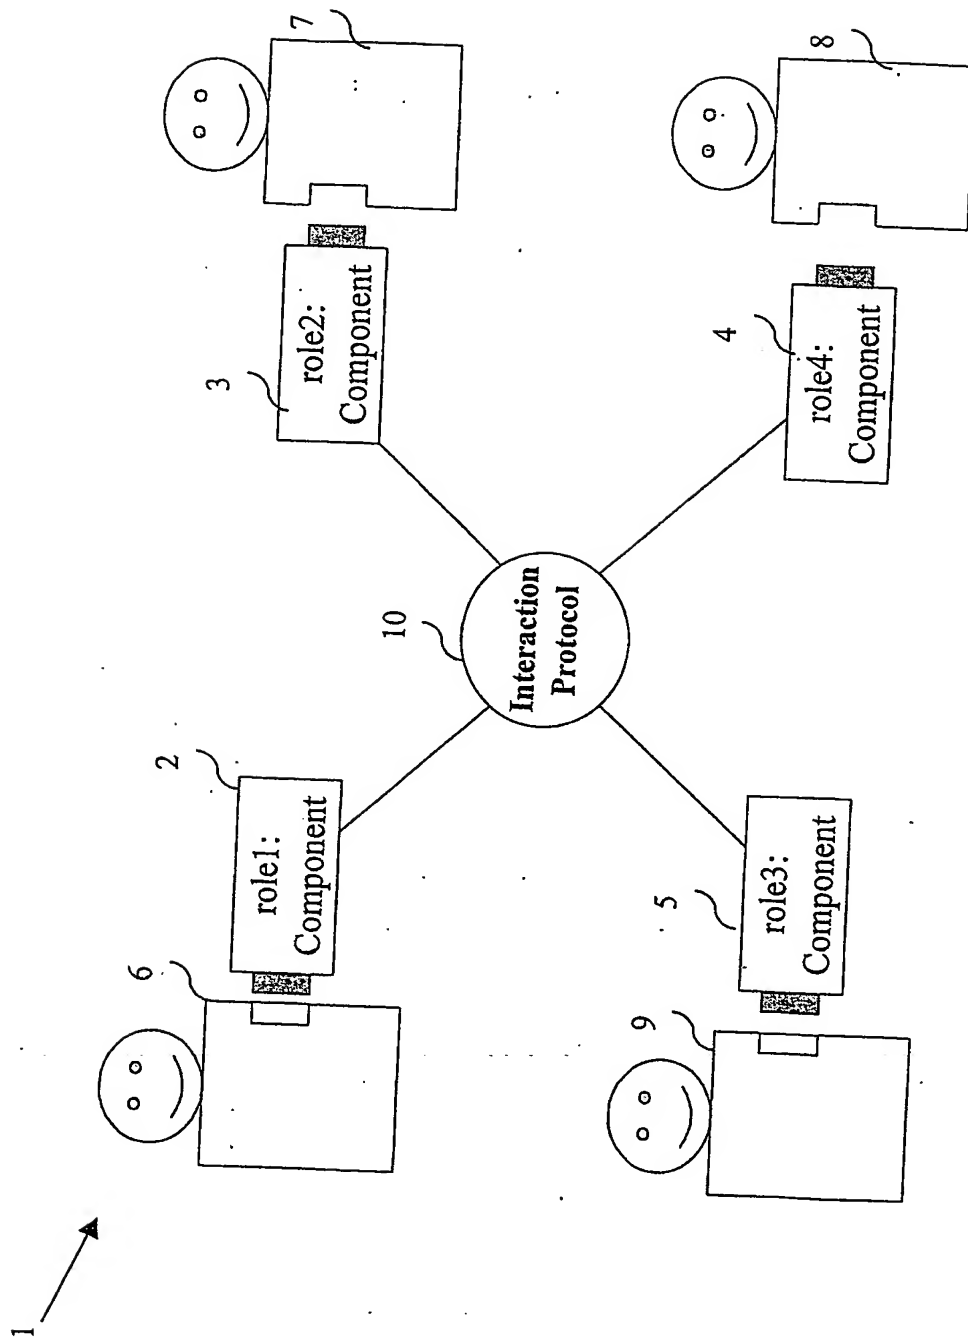 1
6
2
role1:
Component
3
role2:
Component
7
10
Interaction
Protocol
9
5
role3:
Component
4
role4:
Component
8